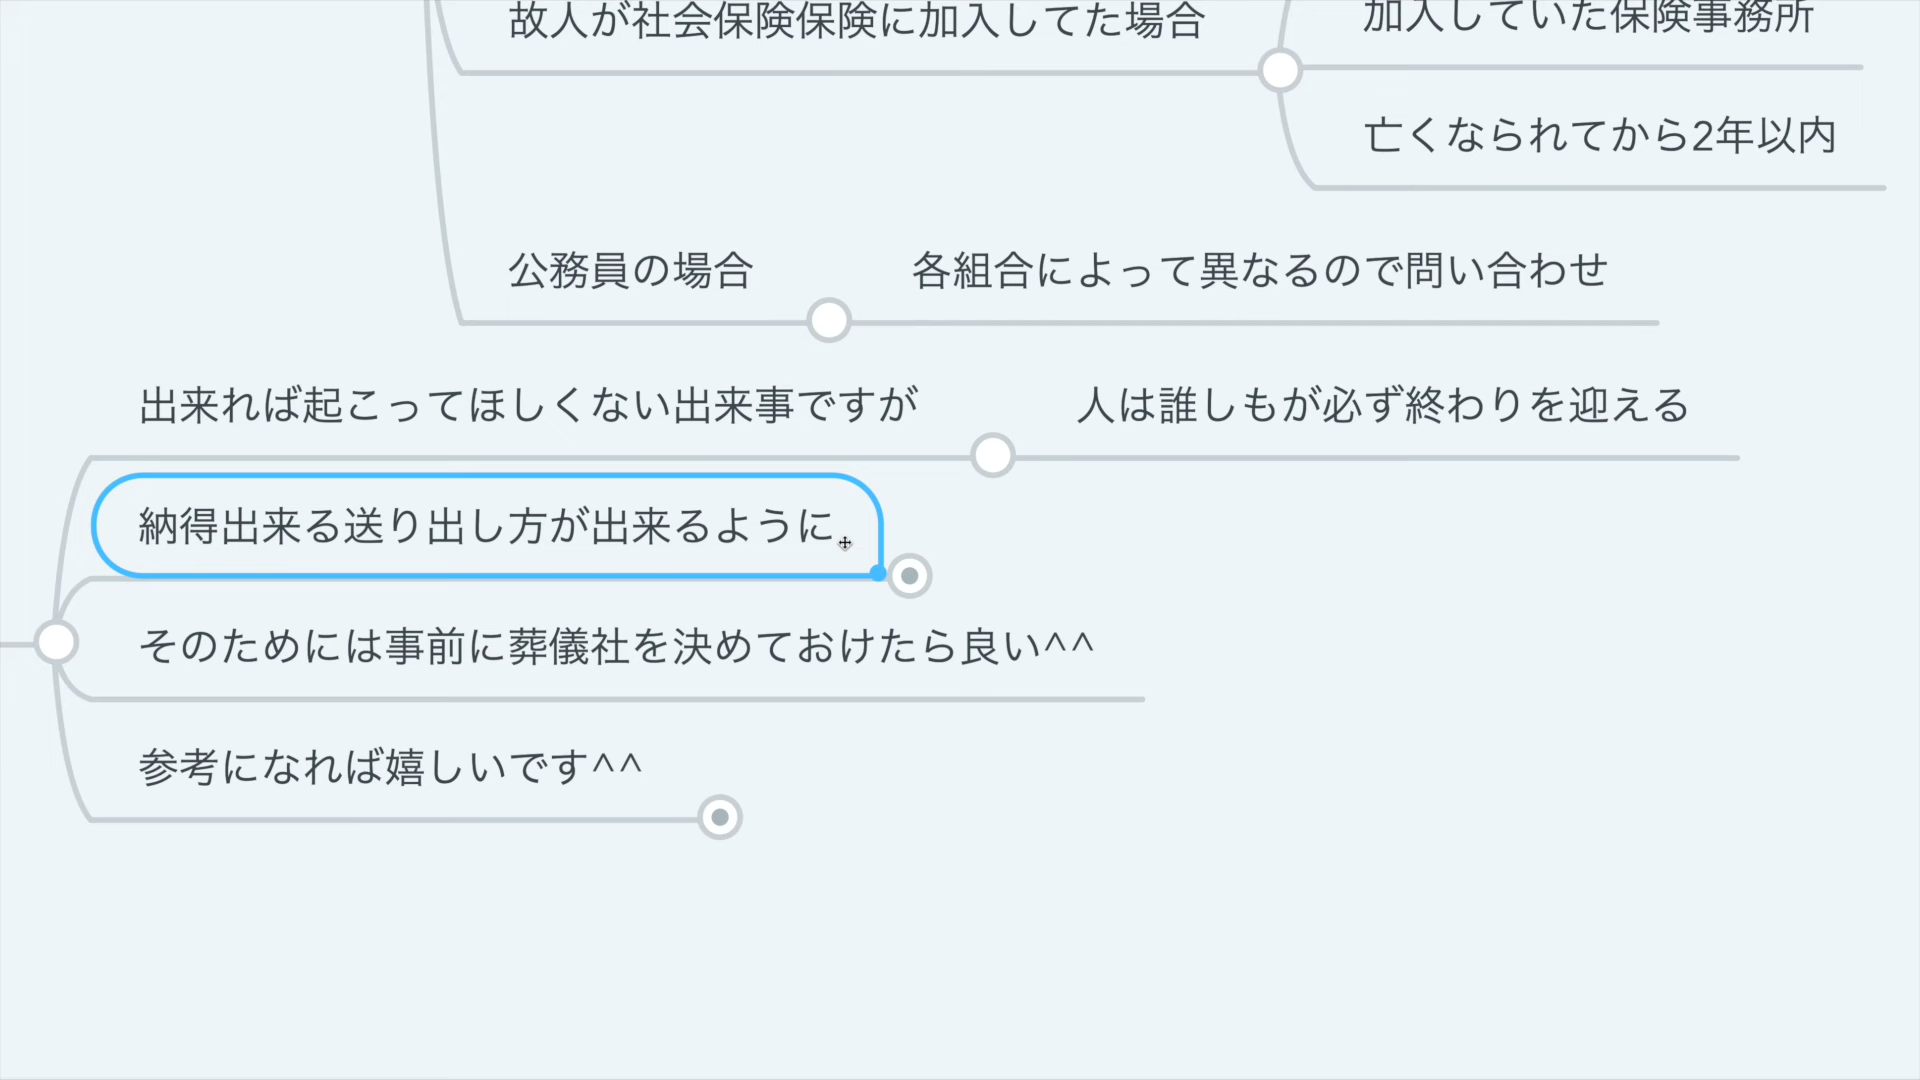 故人が社会保険保険に加入してた場合
加入していた保険事務所
亡くなられてから2年以内
公務員の場合
各組合によって異なるので問い合わせ
出来れば起こってほしくない出来事ですが
人は誰しもが必ず終わりを迎える
納得出来る送り出し方が出来るように
そのためには事前に葬儀社を決めておけたら良い^^
参考になれば嬉しいです^^